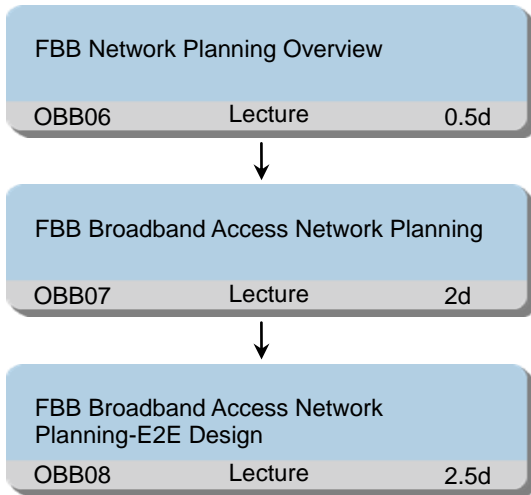 FBB Network Planning Overview
OBB06 Lecture 0.5d
FBB Broadband Access Network Planning
OBB07 Lecture 2d
FBB Broadband Access Network
Planning-E2E Design
OBB08 Lecture 2.5d